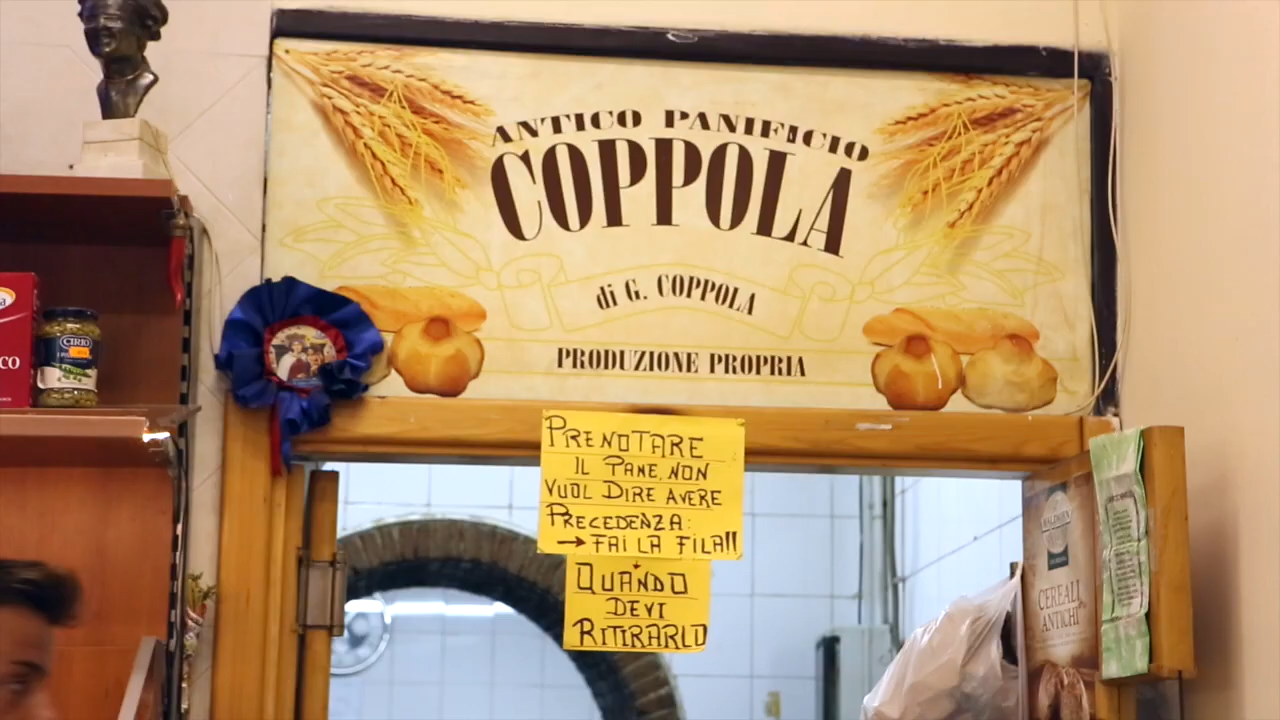 ANTICO PANIFICIO
COPPOLA
di G. COPPOLA
PRODUZIONE PROPRIA
PRENOTARE
IL PANE, NON
VUOL DIRE AVERE
PRECEDENZA:
→ FAI LA FILA!!
QUANDO
DEVI
RITIRARLO
CIRIO
CO
CEREALI
ANTICHI